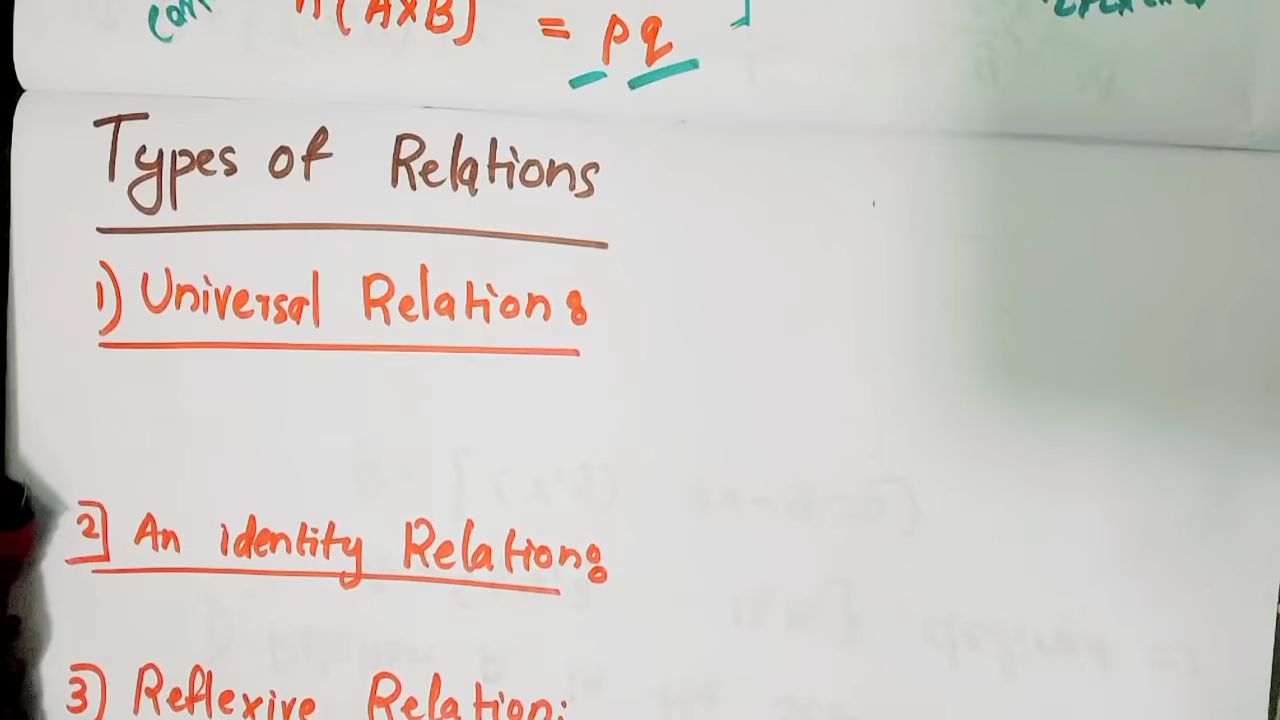 n(A×B) = pq
Types of Relations
1) Universal Relation:
2] An identity Relation:
3) Reflexive Relation: